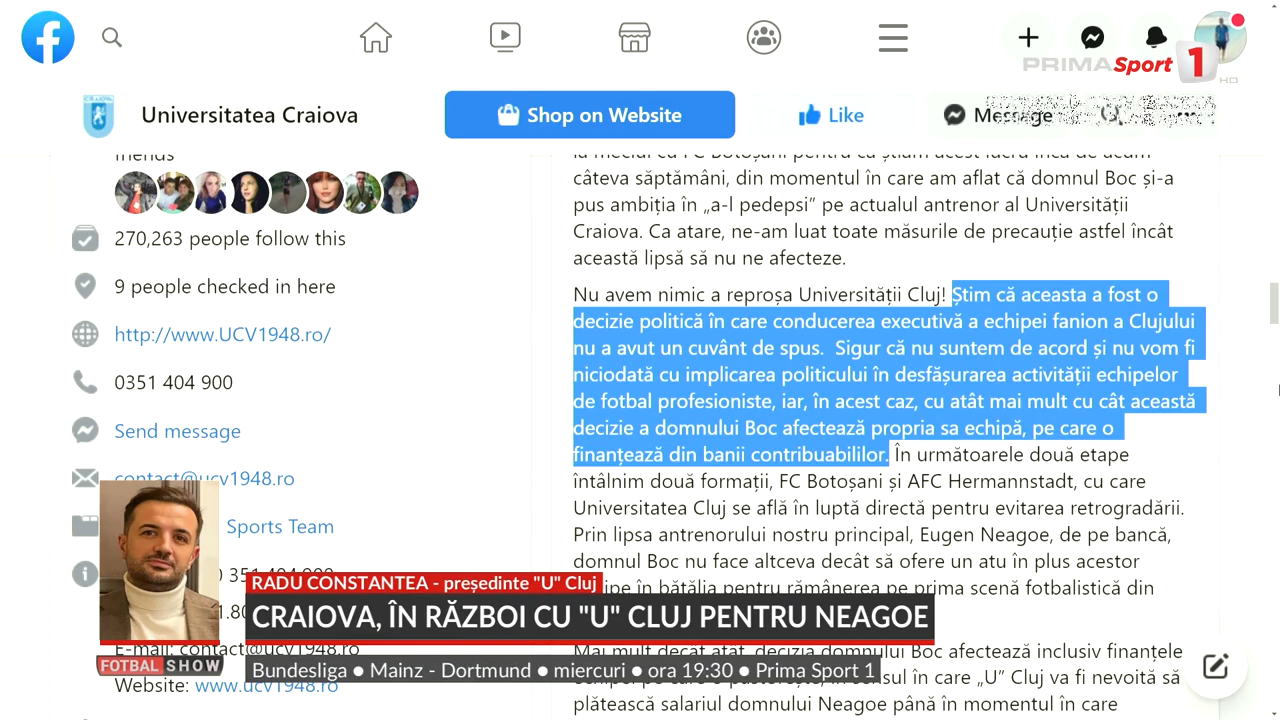 PRIMA Sport 1
HD
Universitatea Craiova
Shop on Website
Like
Message
friends
270,263 people follow this
9 people checked in here
http://www.UCV1948.ro/
0351 404 900
Send message
contact@ucv1948.ro
Sports Team
E-mail: contact@ucv1948.ro
Website: www.ucv1948.ro
la meciul cu FC Botoșani pentru că știam acest lucru încă de acum
câteva săptămâni, din momentul în care am aflat că domnul Boc și-a
pus ambiția în „a-l pedepsi” pe actualul antrenor al Universității
Craiova. Ca atare, ne-am luat toate măsurile de precauție astfel încât
această lipsă să nu ne afecteze.
Nu avem nimic a reproșa Universității Cluj! Știm că aceasta a fost o
decizie politică în care conducerea executivă a echipei fanion a Clujului
nu a avut un cuvânt de spus. Sigur că nu suntem de acord și nu vom fi
niciodată cu implicarea politicului în desfășurarea activității echipelor
de fotbal profesioniste, iar, în acest caz, cu atât mai mult cu cât această
decizie a domnului Boc afectează propria sa echipă, pe care o
finanțează din banii contribuabililor. În următoarele două etape
întâlnim două formații, FC Botoșani și AFC Hermannstadt, cu care
Universitatea Cluj se află în luptă directă pentru evitarea retrogradării.
Prin lipsa antrenorului nostru principal, Eugen Neagoe, de pe bancă,
domnul Boc nu face altceva decât să ofere un atu în plus acestor
în bătălia pentru rămânerea pe prima scenă fotbalistică din
Mai mult decât atât, decizia domnului Boc afectează inclusiv finanțele
în care „U” Cluj va fi nevoită să
plătească salariul domnului Neagoe până în momentul în care
RADU CONSTANTEA - președinte "U" Cluj
CRAIOVA, ÎN RĂZBOI CU "U" CLUJ PENTRU NEAGOE
FOTBAL SHOW
Bundesliga ● Mainz - Dortmund ● miercuri ● ora 19:30 ● Prima Sport 1